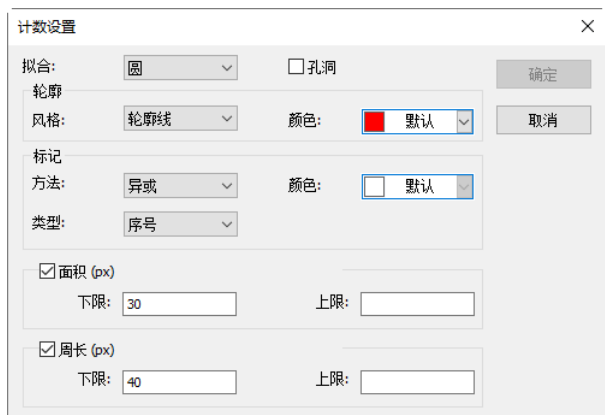 计数设置
拟合: 圆 孔洞 确定
轮廓
风格: 轮廓线 颜色: 默认 取消
标记
方法: 异或 颜色: 默认
类型: 序号
面积 (px)
下限: 30 上限:
周长 (px)
下限: 40 上限: